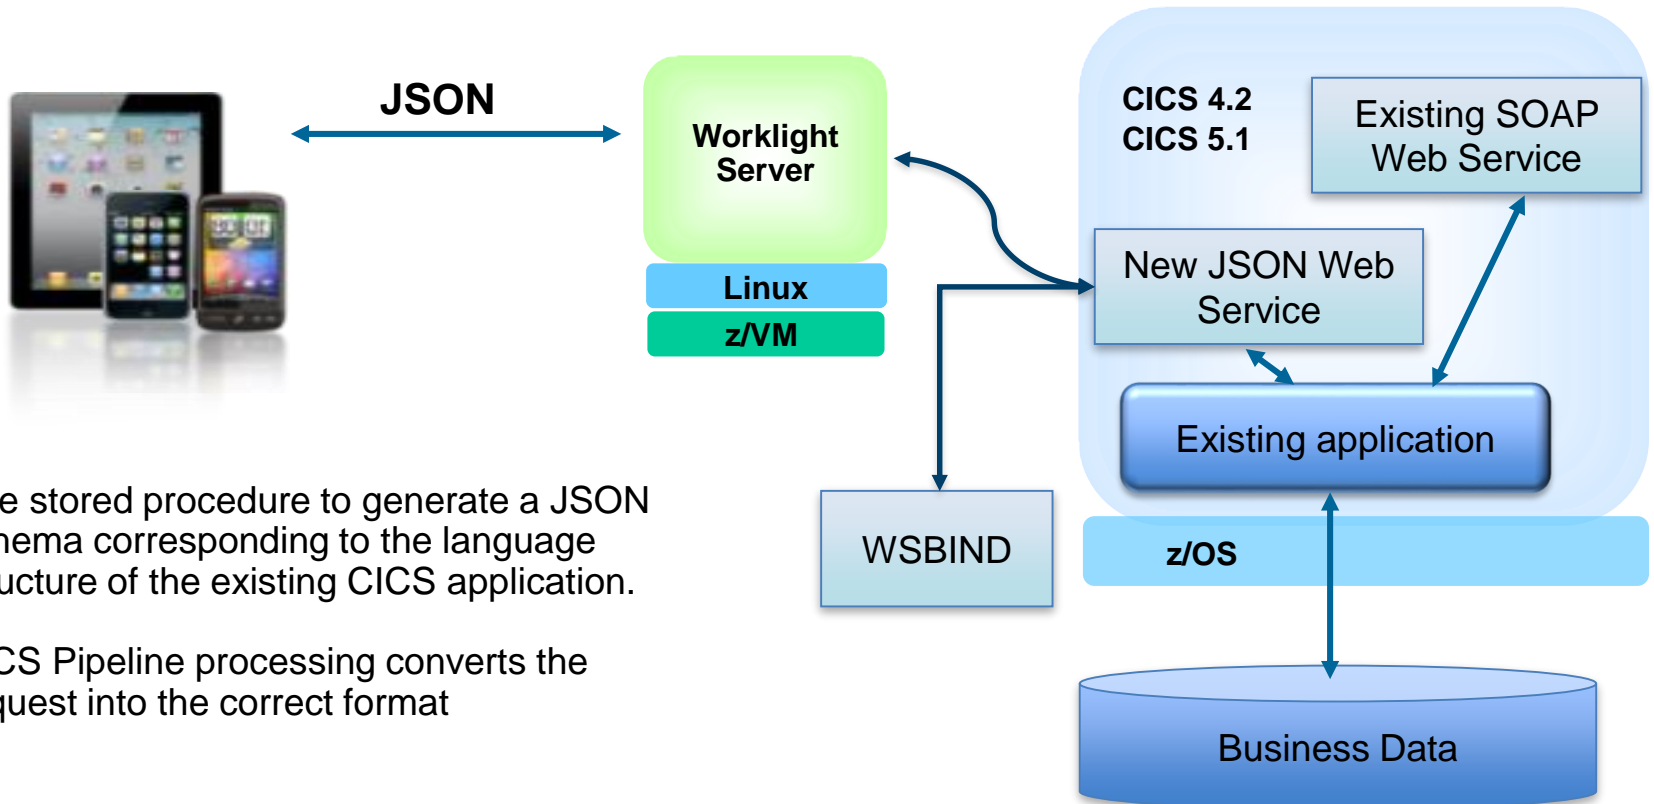 JSON
Worklight
Server
Linux
z/VM
CICS 4.2
CICS 5.1
Existing SOAP
Web Service
New JSON Web
Service
Existing application
WSBIND
z/OS
Business Data
e stored procedure to generate a JSON
nema corresponding to the language
ucture of the existing CICS application.
CS Pipeline processing converts the
quest into the correct format